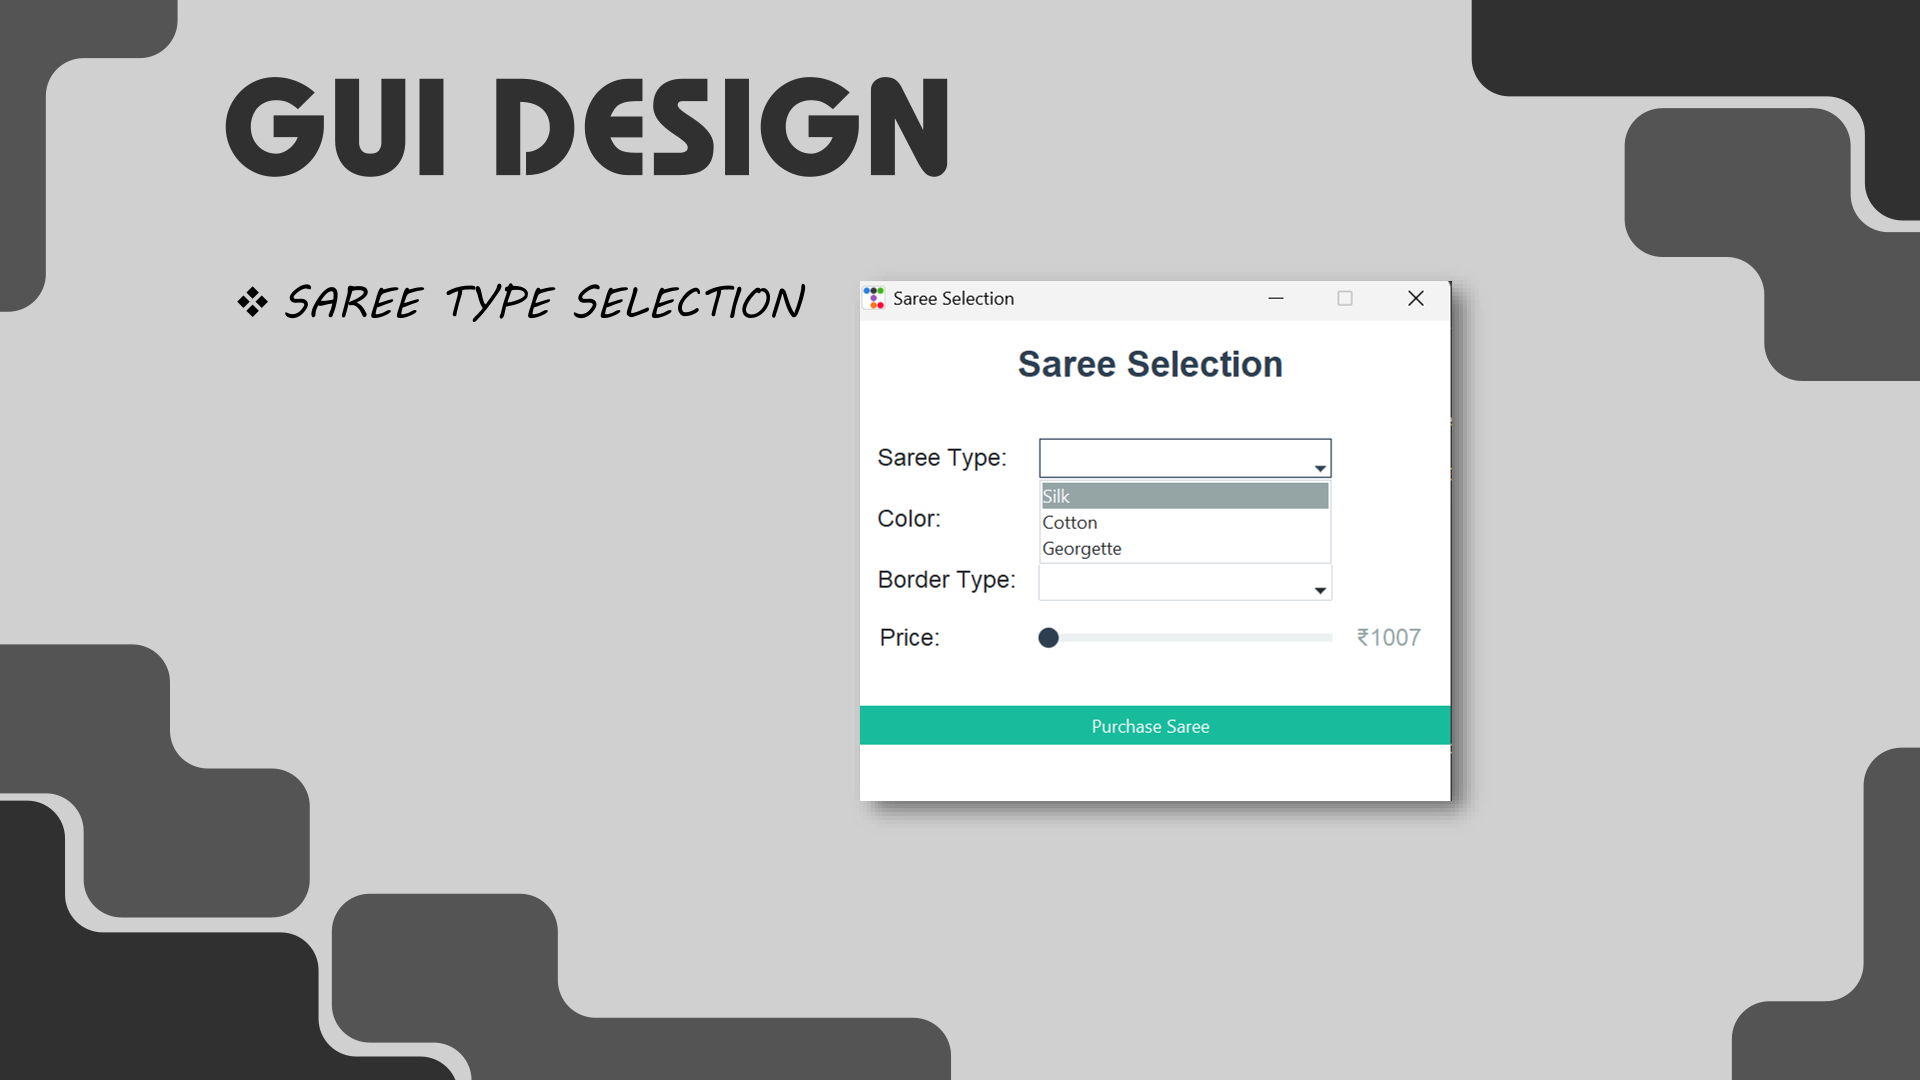 GUI DESIGN
❖ SAREE TYPE SELECTION
Saree Selection
Saree Selection
Saree Type:
Silk
Color:
Cotton
Georgette
Border Type:
Price: ₹1007
Purchase Saree